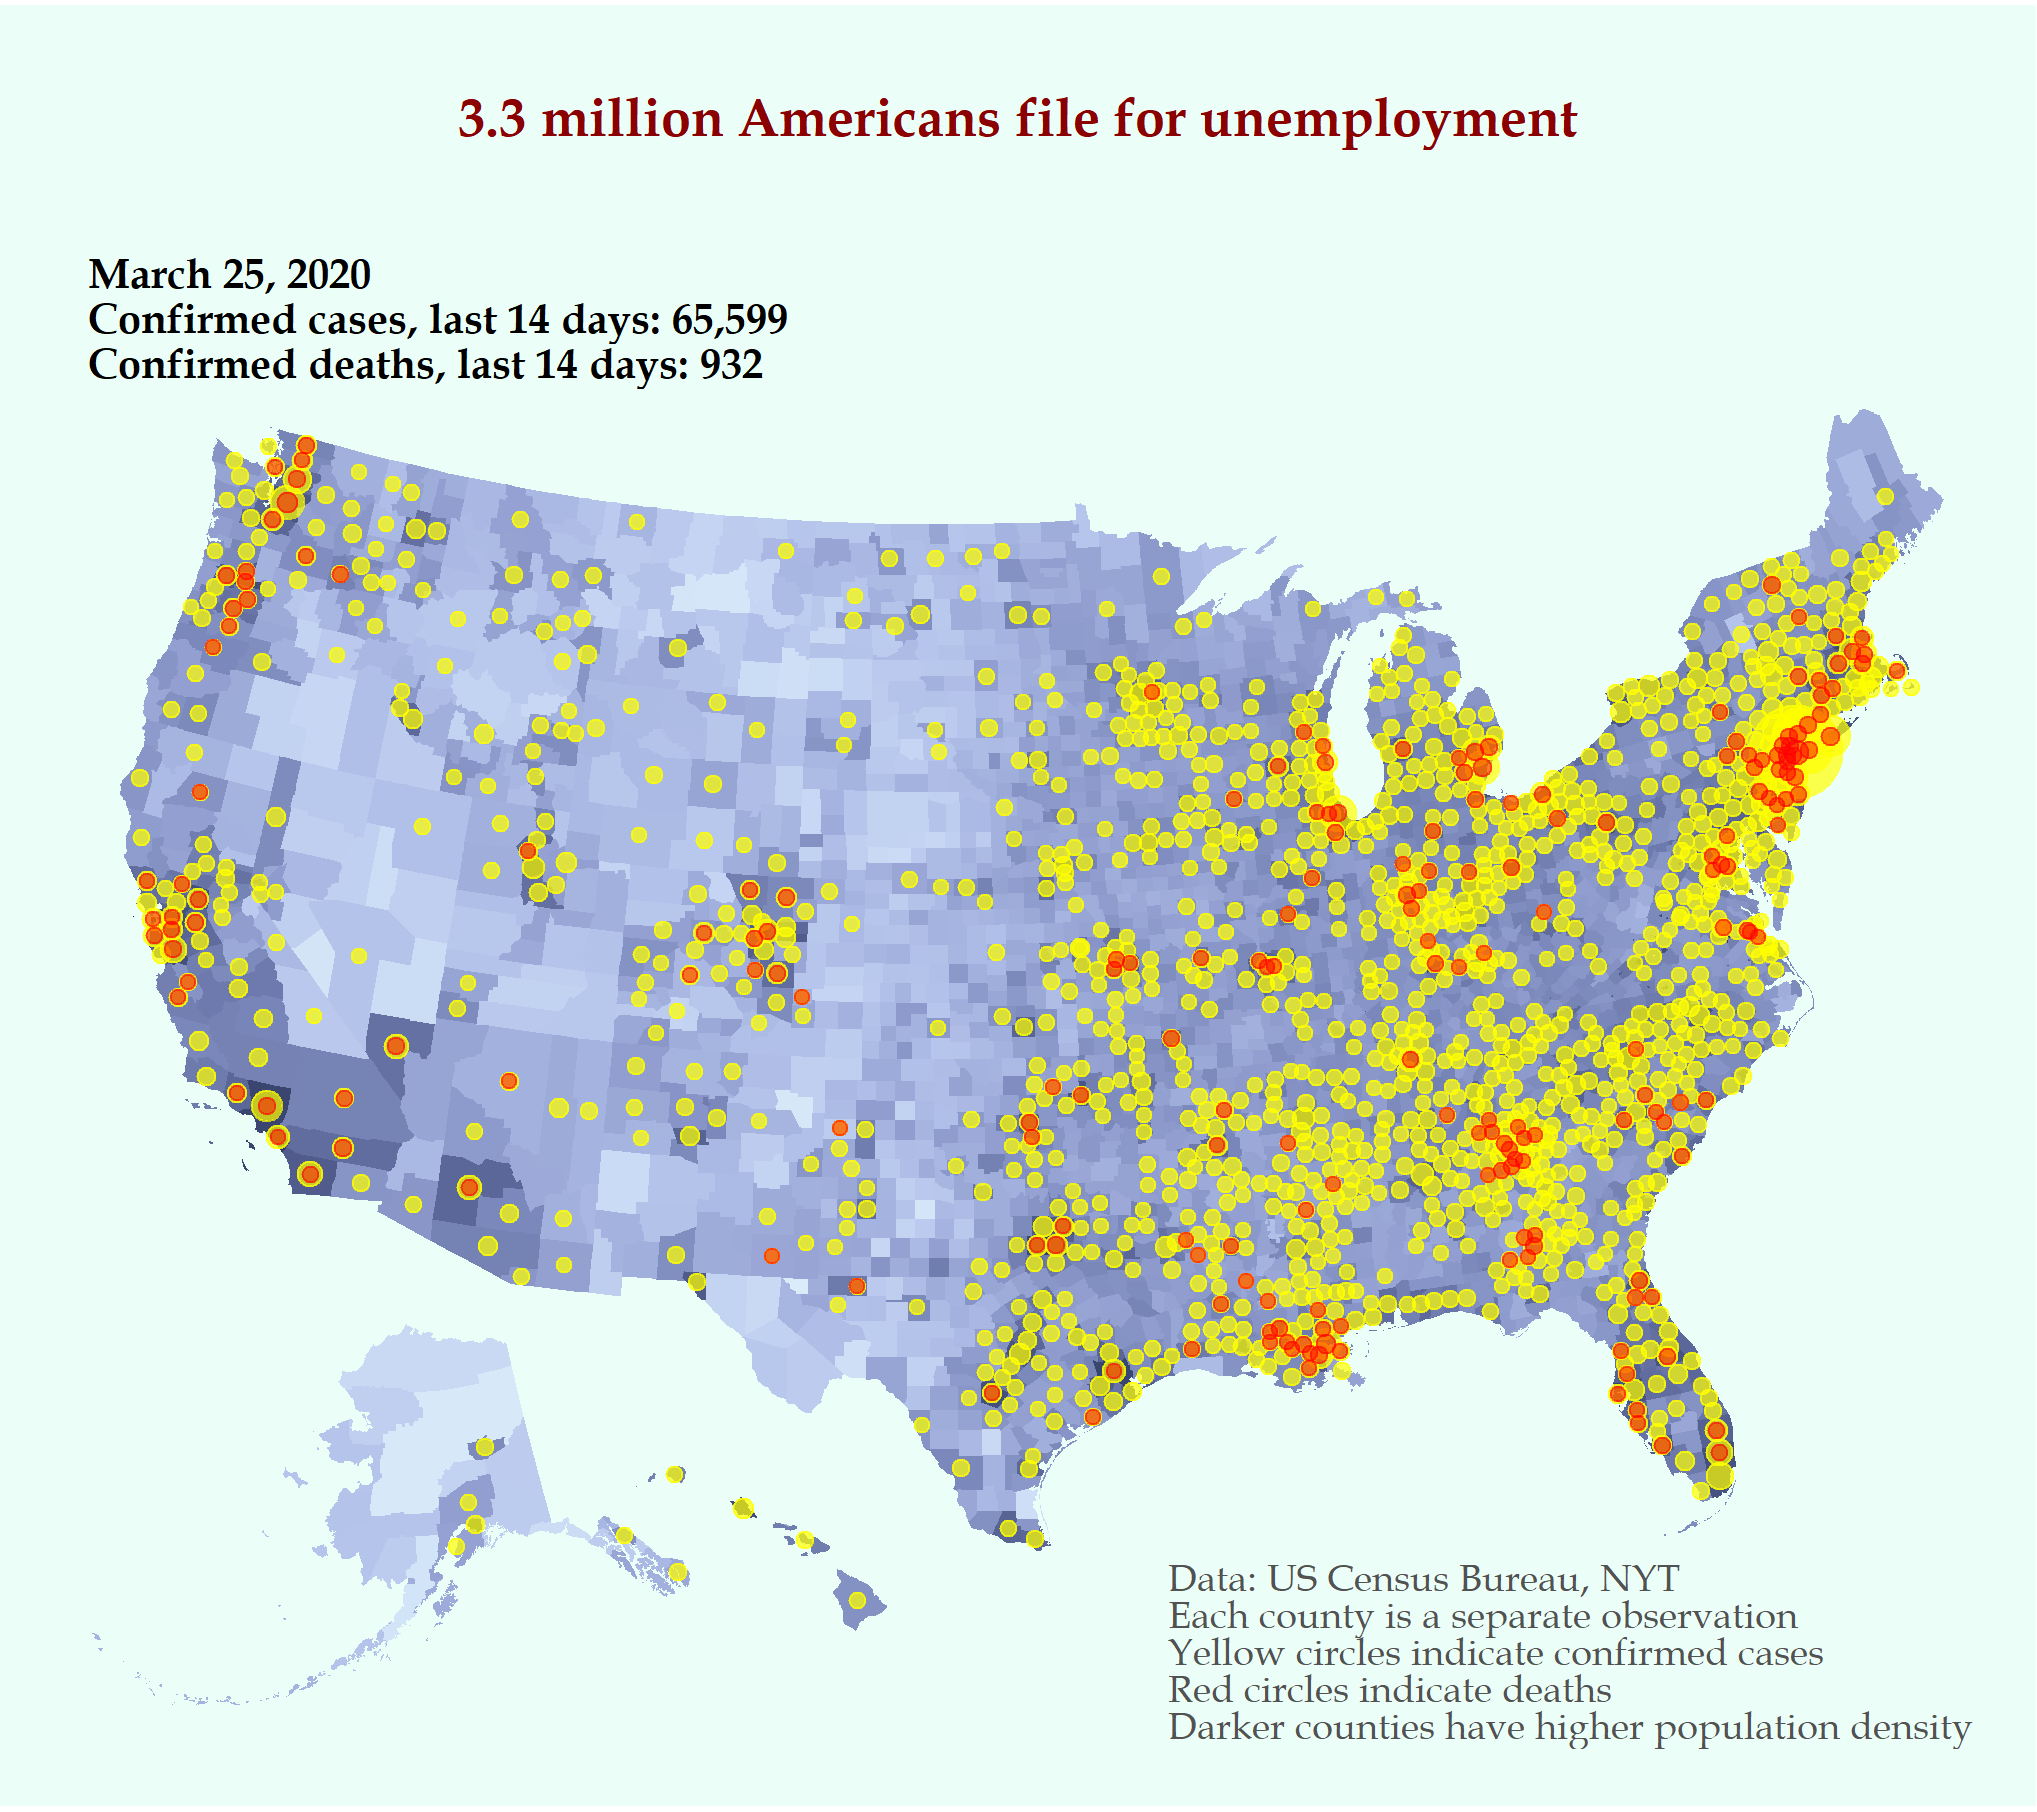 3.3 million Americans file for unemployment
March 25, 2020
Confirmed cases, last 14 days: 65,599
Confirmed deaths, last 14 days: 932
Data: US Census Bureau, NYT
Each county is a separate observation
Yellow circles indicate confirmed cases
Red circles indicate deaths
Darker counties have higher population density